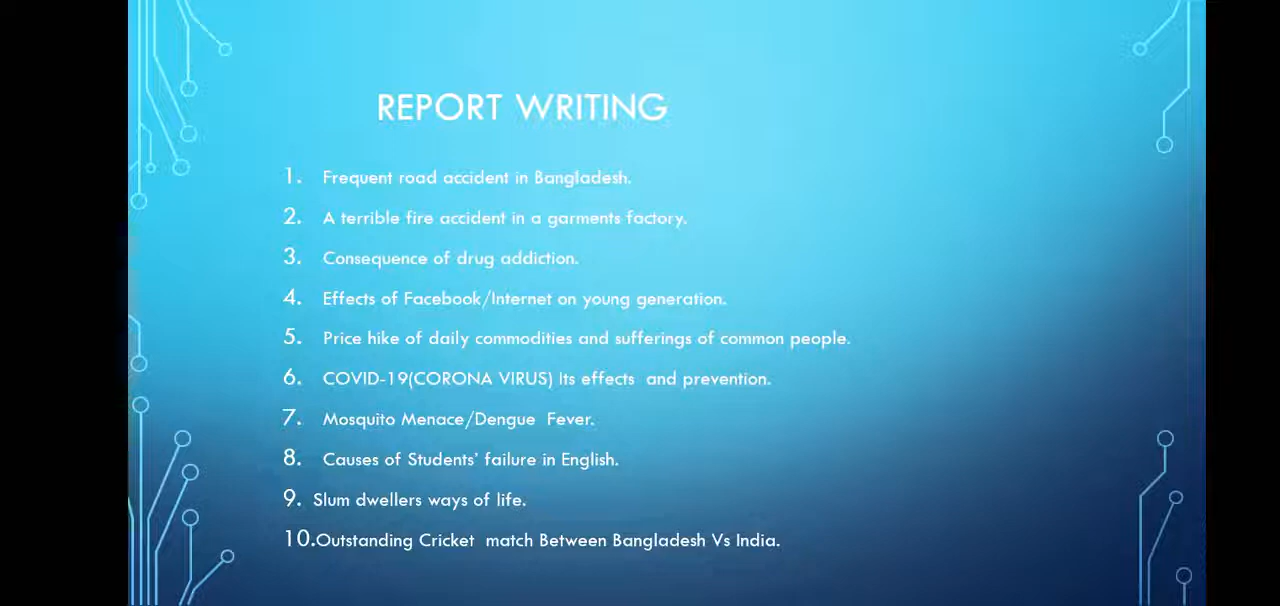 REPORT WRITING
1. Frequent road accident in Bangladesh.
2. A terrible fire accident in a garments factory.
3. Consequence of drug addiction.
4. Effects of Facebook/Internet on young generation.
5. Price hike of daily commodities and sufferings of common people.
6. COVID-19(CORONA VIRUS) Its effects and prevention.
7. Mosquito Menace/Dengue Fever.
8. Causes of Students' failure in English.
9. Slum dwellers ways of life.
10.Outstanding Cricket match Between Bangladesh Vs India.